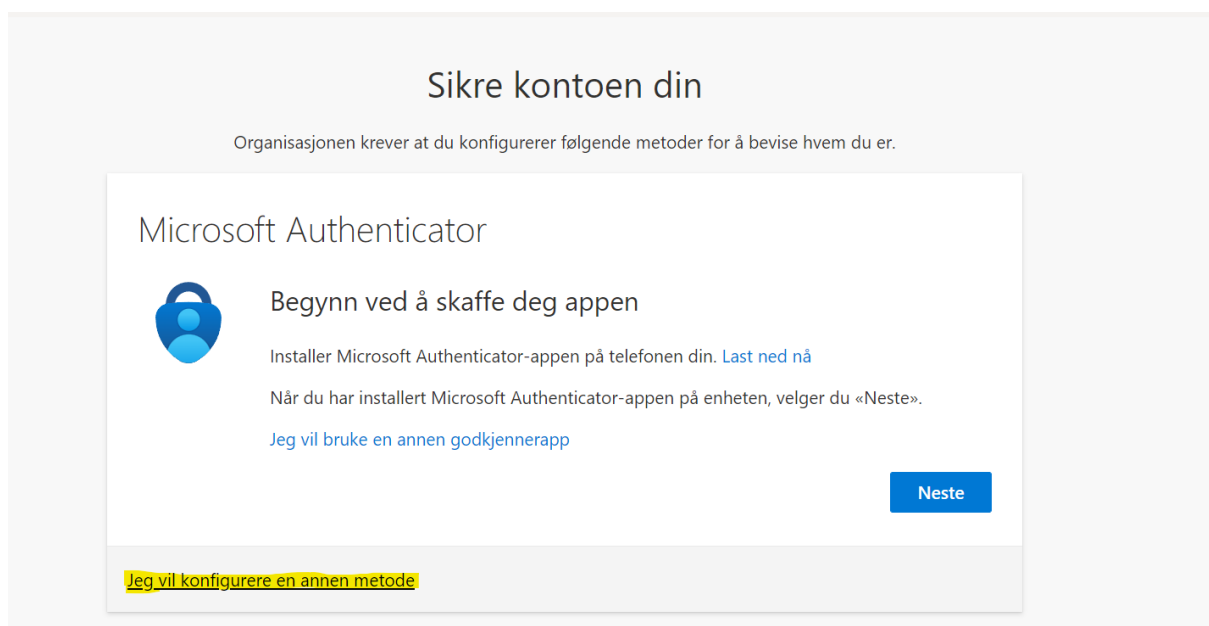 Sikre kontoen din
Organisasjonen krever at du konfigurerer følgende metoder for å bevise hvem du er.
Microsoft Authenticator
Begynn ved å skaffe deg appen
Installer Microsoft Authenticator-appen på telefonen din. Last ned nå
Når du har installert Microsoft Authenticator-appen på enheten, velger du «Neste».
Jeg vil bruke en annen godkjennerapp
Neste
Jeg vil konfigurere en annen metode